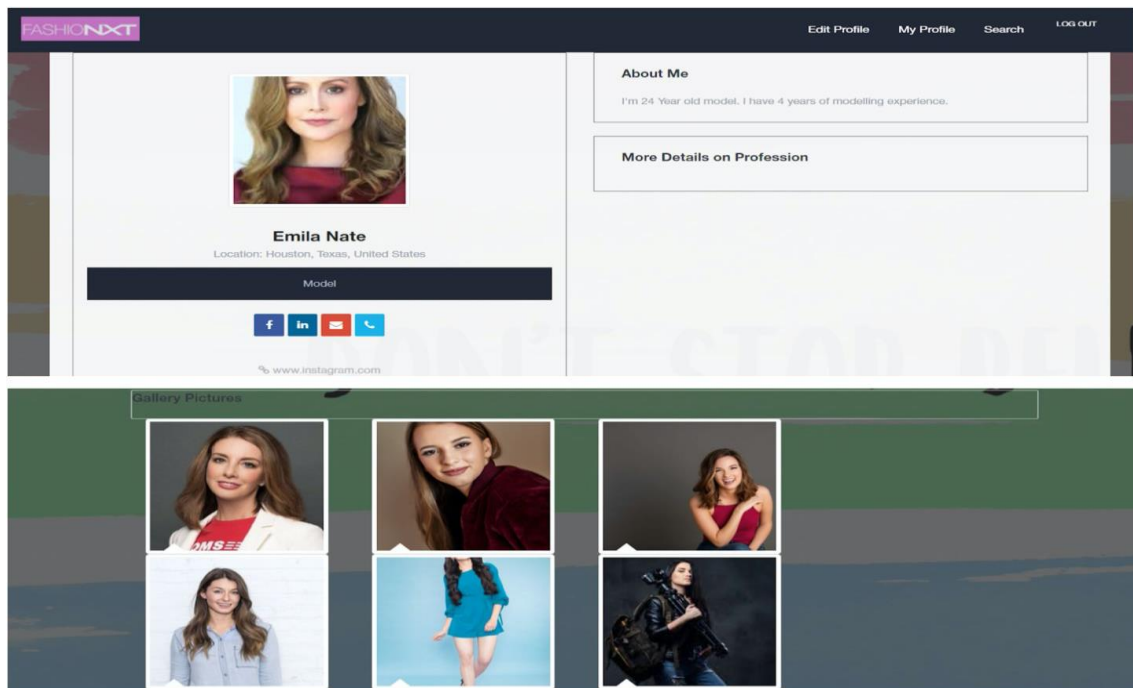 FASHIONXT
Edit Profile
My Profile
Search
LOG OUT
Emila Nate
Location: Houston, Texas, United States
Model
f in
www.instagram.com
About Me
I'm 24 Year old model. I have 4 years of modelling experience.
More Details on Profession
DON'T STOP
Gallery Pictures
OMS